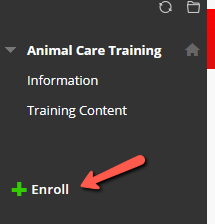 Animal Care Training
Information
Training Content
Enroll